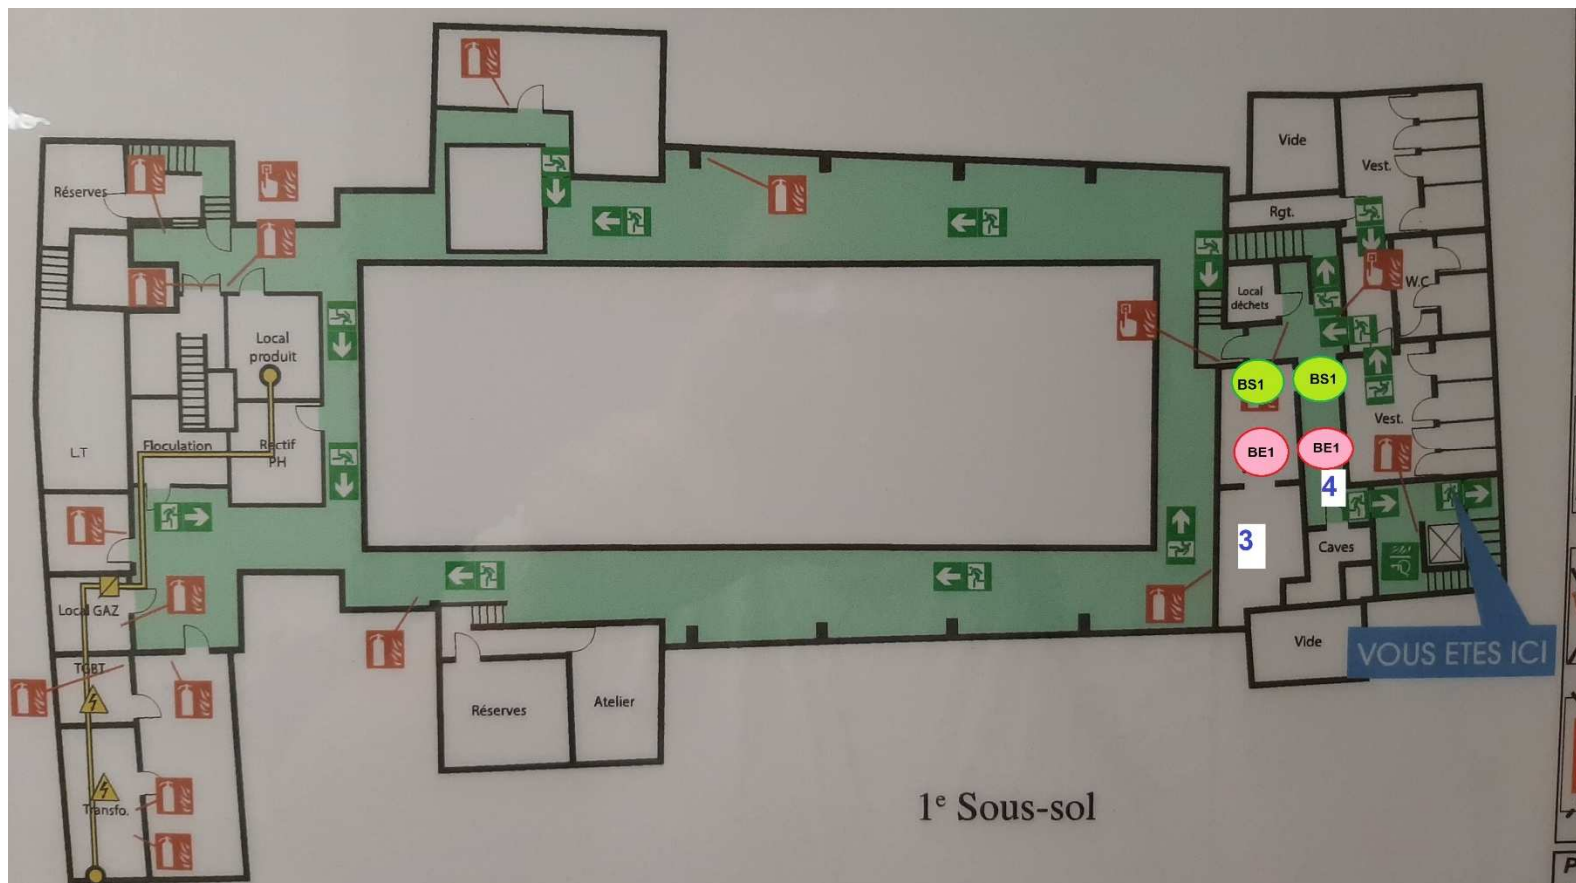 Vide
Vest.
Réserves
Rgt.
W.C
Local
déchets
Local
produit
BS1
BS1
Vest.
L.T
Floculation
Rectif
PH
BE1
BE1
4
3
Caves
Local GAZ
Vide
VOUS ETES ICI
TGBT
Réserves
Atelier
Transfo.
1e Sous-sol
P